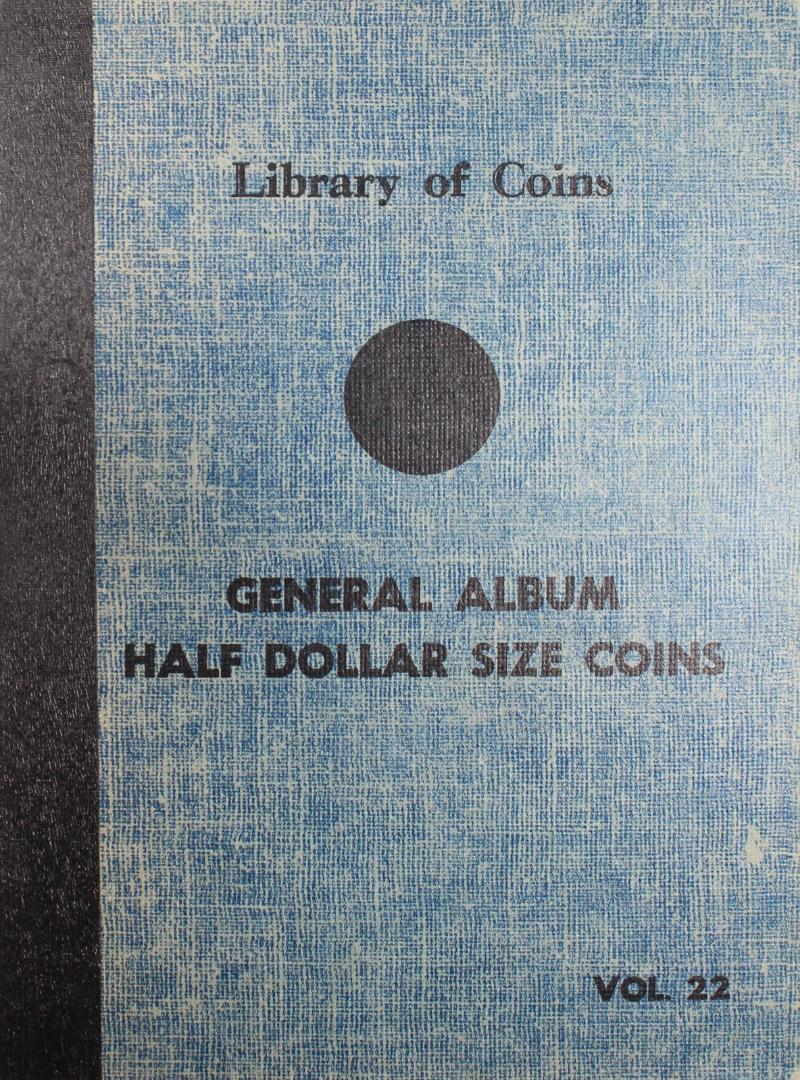 Library of Coins
GENERAL ALBUM
HALF DOLLAR SIZE COINS
VOL. 22